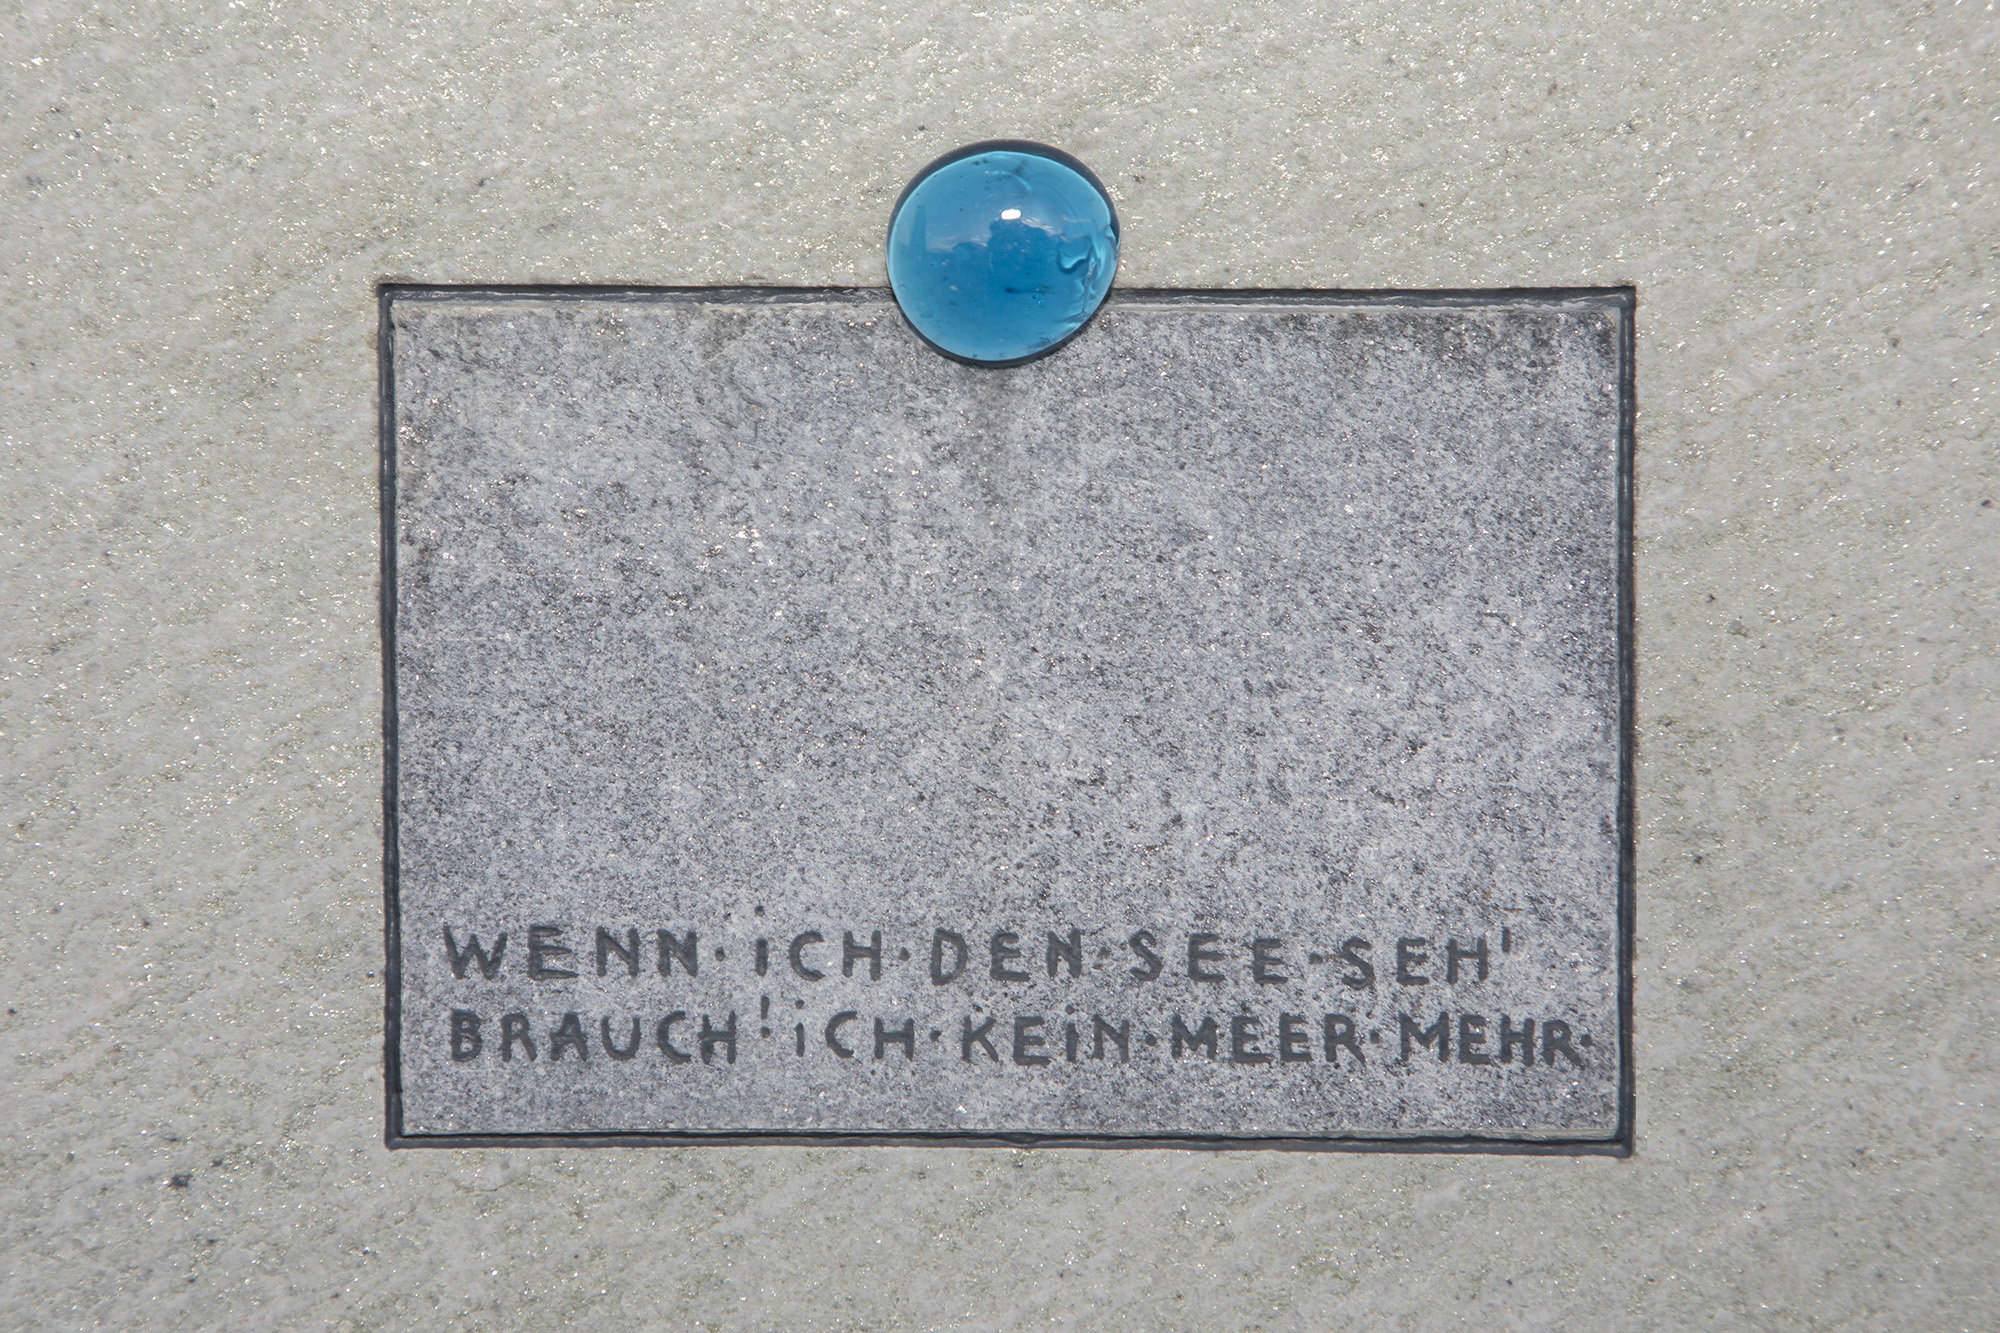 WENN·iCH·DEN·SEE·SEH'
BRAUCH'·iCH·KEiN·MEER·MEHR·